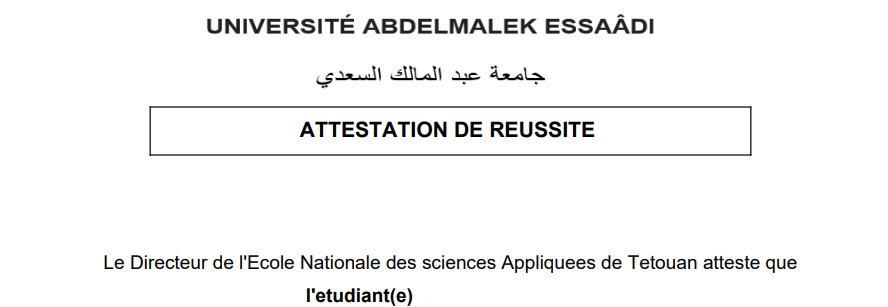 UNIVERSITÉ ABDELMALEK ESSAÂDI
جامعة عبد المالك السعدي
ATTESTATION DE REUSSITE
Le Directeur de l'Ecole Nationale des sciences Appliquees de Tetouan atteste que
l'etudiant(e)